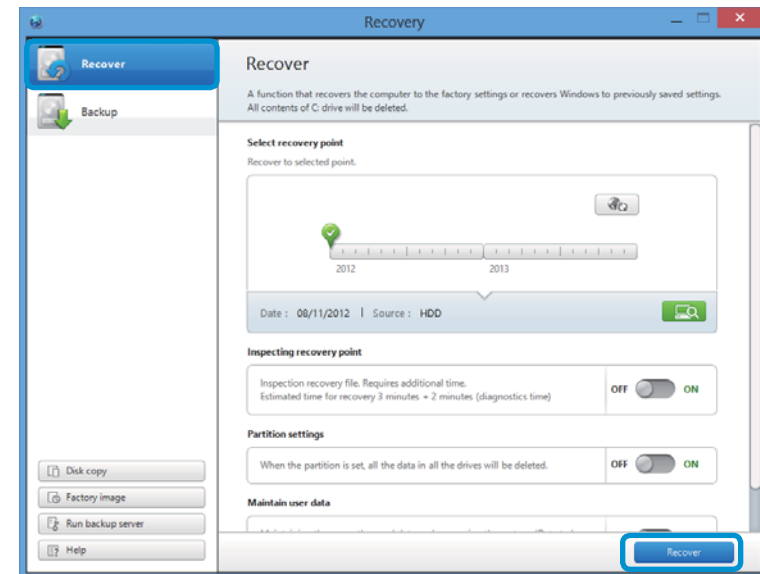 Recovery
Recover
Backup
Disk copy
Factory image
Run backup server
Help
Recover
A function that recovers the computer to the factory settings or recovers Windows to previously saved settings.
All contents of C: drive will be deleted.
Select recovery point
Recover to selected point.
2012 2013
Date : 08/11/2012 | Source : HDD
Inspecting recovery point
Inspection recovery file. Requires additional time.
Estimated time for recovery 3 minutes + 2 minutes (diagnostics time)
OFF ON
Partition settings
When the partition is set, all the data in all the drives will be deleted.
OFF ON
Maintain user data
Recover